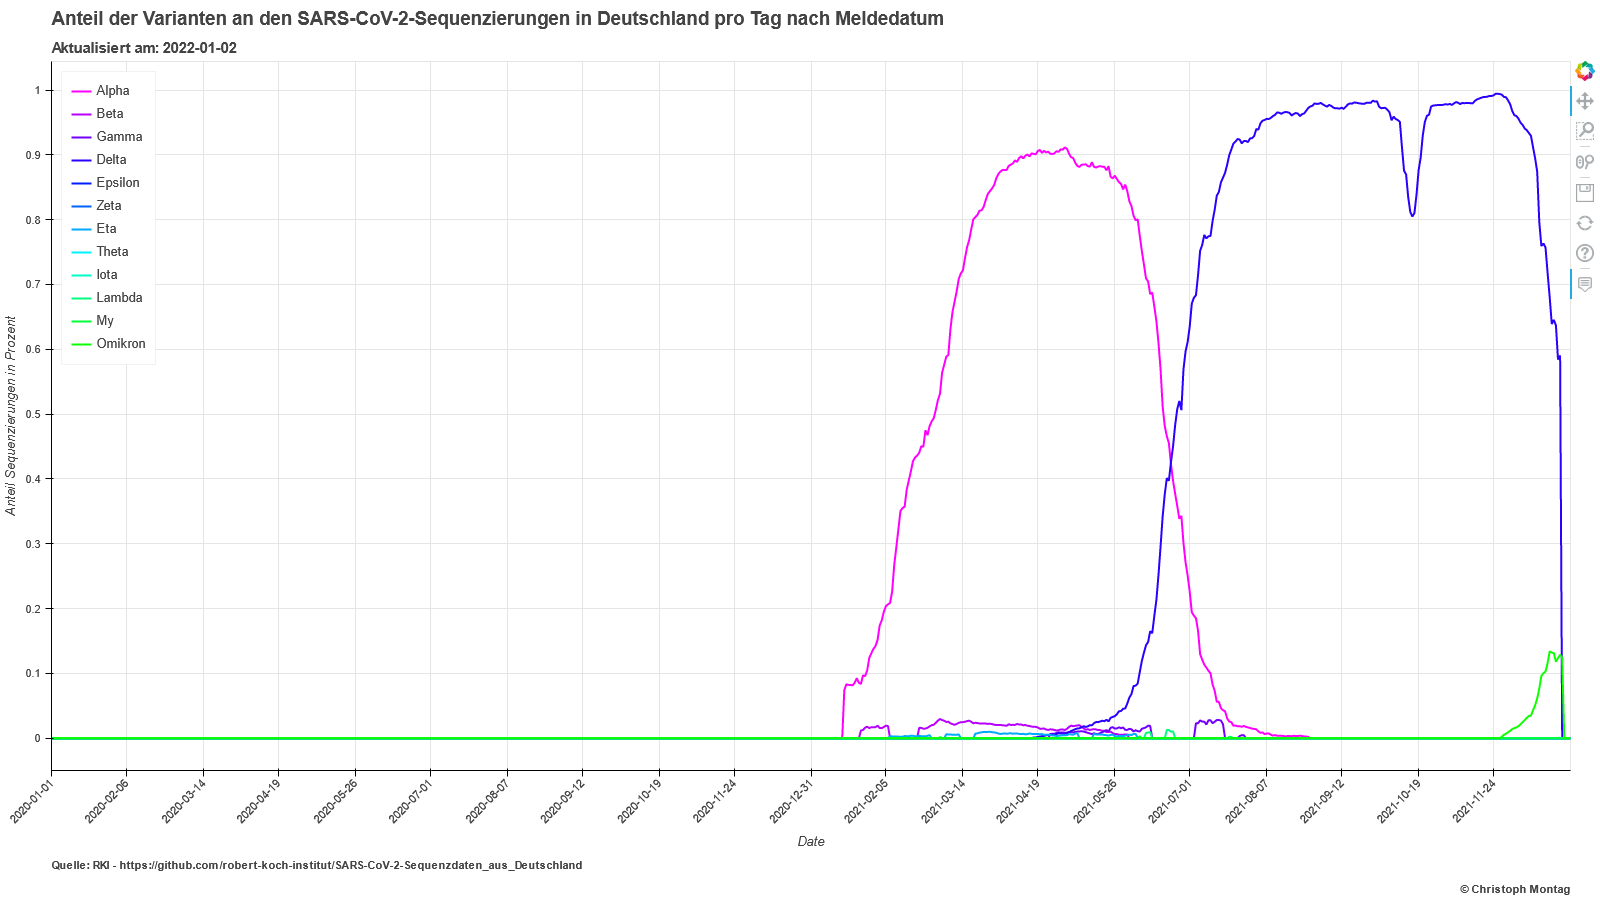 Anteil der Varianten an den SARS-CoV-2-Sequenzierungen in Deutschland pro Tag nach Meldedatum
Aktualisiert am: 2022-01-02
Alpha
Beta
Gamma
Delta
Epsilon
Zeta
Eta
Theta
Iota
Lambda
My
Omikron
1
0.9
0.8
0.7
0.6
0.5
0.4
0.3
0.2
0.1
0
Anteil Sequenzierungen in Prozent
2020-01-01
2020-02-06
2020-03-14
2020-04-19
2020-05-26
2020-07-01
2020-08-07
2020-09-12
2020-10-19
2020-11-24
2020-12-31
2021-02-05
2021-03-14
2021-04-19
2021-05-26
2021-07-01
2021-08-07
2021-09-12
2021-10-19
2021-11-24
Date
Quelle: RKI - https://github.com/robert-koch-institut/SARS-CoV-2-Sequenzdaten_aus_Deutschland
© Christoph Montag